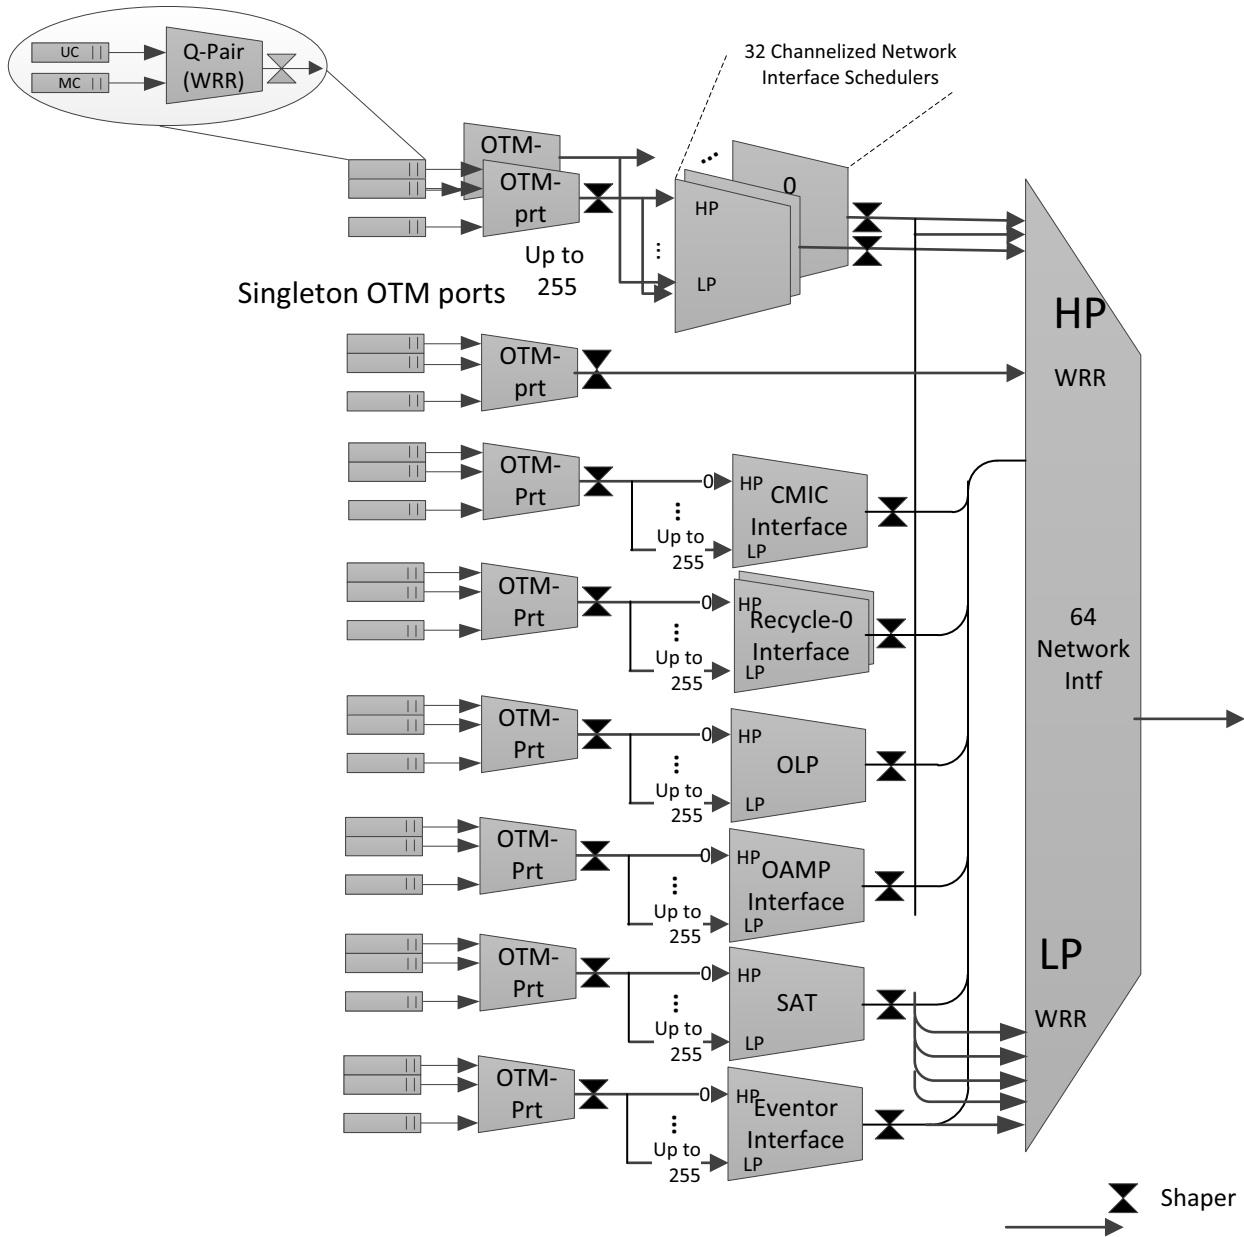 UC
MC
Q-Pair
(WRR)
32 Channelized Network
Interface Schedulers
OTM-
OTM-
prt
Up to
255
HP
...
LP
...
0
Singleton OTM ports
HP
WRR
OTM-
prt
OTM-
Prt
0
...
Up to
255
HP
CMIC
Interface
LP
OTM-
Prt
0
...
Up to
255
HP
Recycle-0
Interface
LP
64
Network
Intf
OTM-
Prt
0
...
Up to
255
HP
OLP
LP
OTM-
Prt
0
...
Up to
255
HP
OAMP
Interface
LP
LP
WRR
OTM-
Prt
0
...
Up to
255
HP
SAT
LP
OTM-
Prt
0
...
Up to
255
HP
Eventor
Interface
LP
Shaper